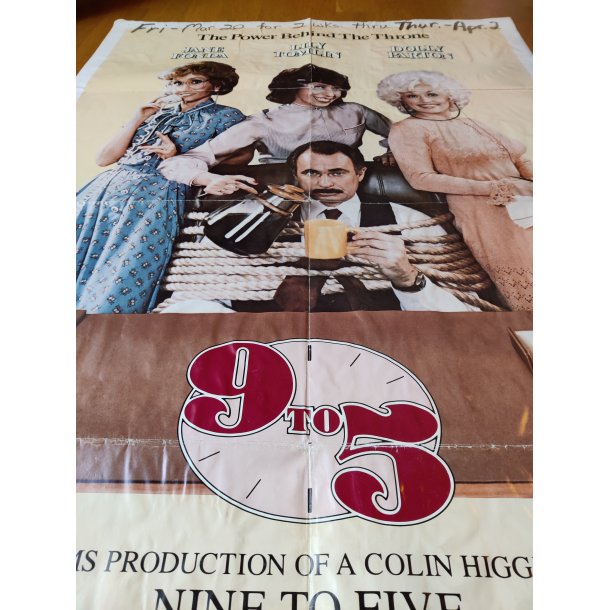 Fri-Mar 20 for 2 wks. thru Thur.-Apr. 2
The Power Behind The Throne
JANE FONDA
LILY TOMLIN
DOLLY PARTON
9 TO 5
MS PRODUCTION OF A COLIN HIGG
NINE TO FIVE